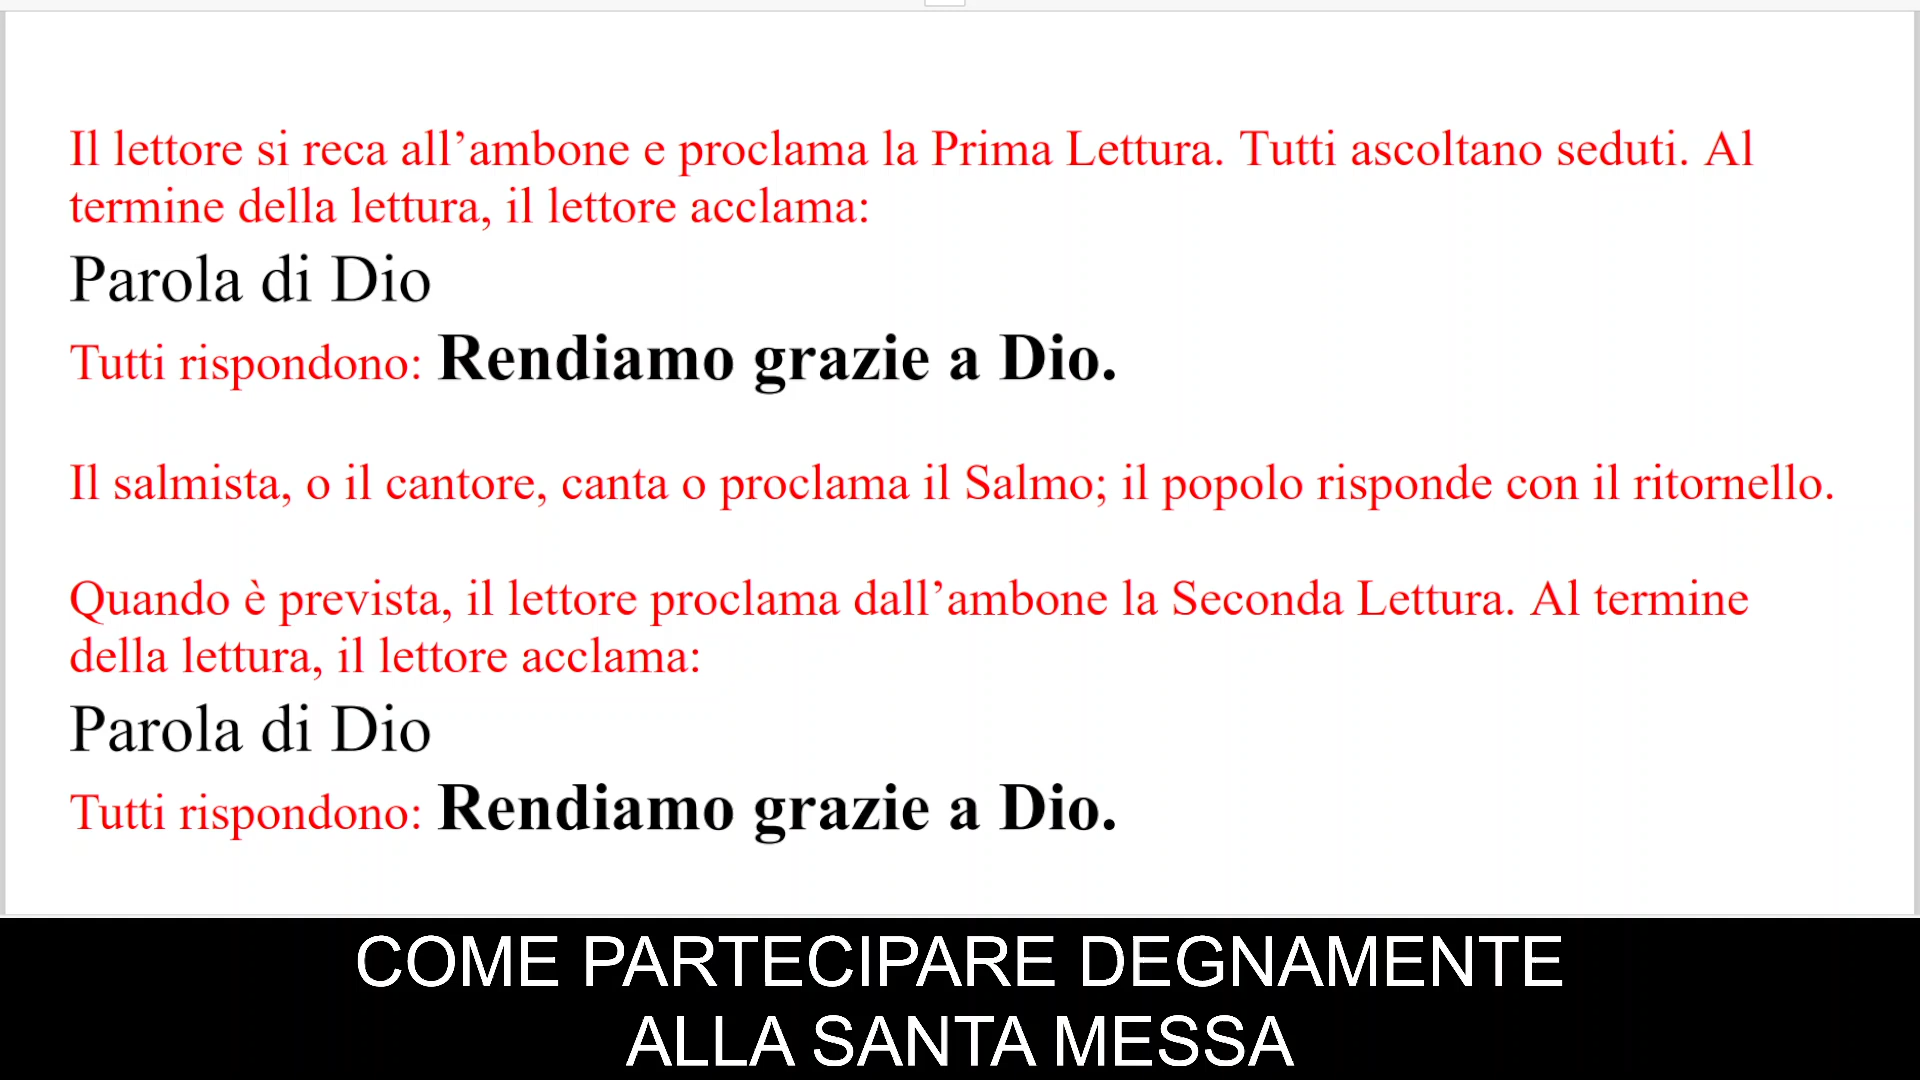 Il lettore si reca all’ambone e proclama la Prima Lettura. Tutti ascoltano seduti. Al
termine della lettura, il lettore acclama:
Parola di Dio
Tutti rispondono: Rendiamo grazie a Dio.
Il salmista, o il cantore, canta o proclama il Salmo; il popolo risponde con il ritornello.
Quando è prevista, il lettore proclama dall’ambone la Seconda Lettura. Al termine
della lettura, il lettore acclama:
Parola di Dio
Tutti rispondono: Rendiamo grazie a Dio.
COME PARTECIPARE DEGNAMENTE
ALLA SANTA MESSA